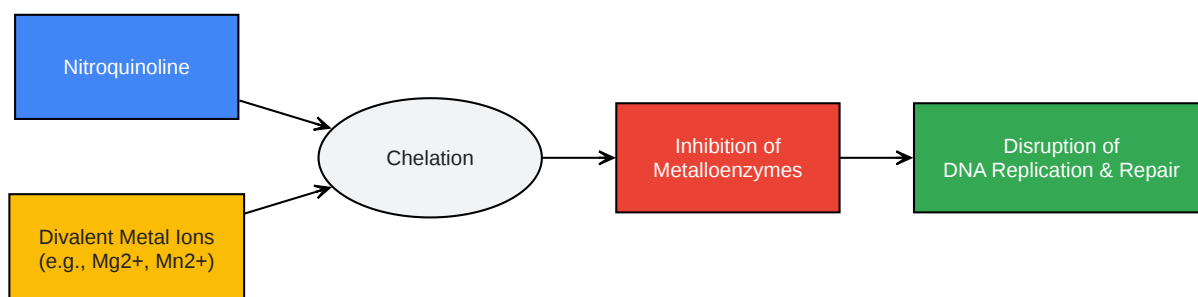 Nitroquinoline
Divalent Metal Ions
(e.g., Mg2+, Mn2+)
Chelation
Inhibition of
Metalloenzymes
Disruption of
DNA Replication & Repair